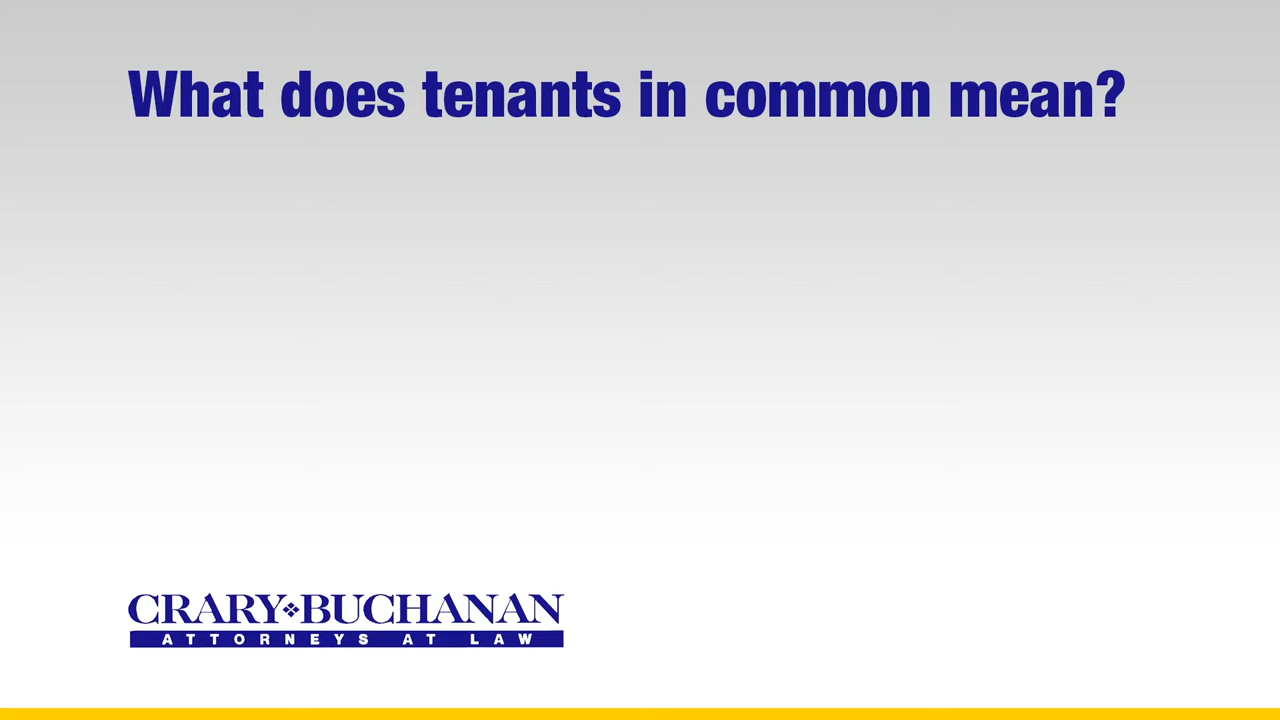 What does tenants in common mean?
CRARY❖BUCHANAN
ATTORNEYS AT LAW